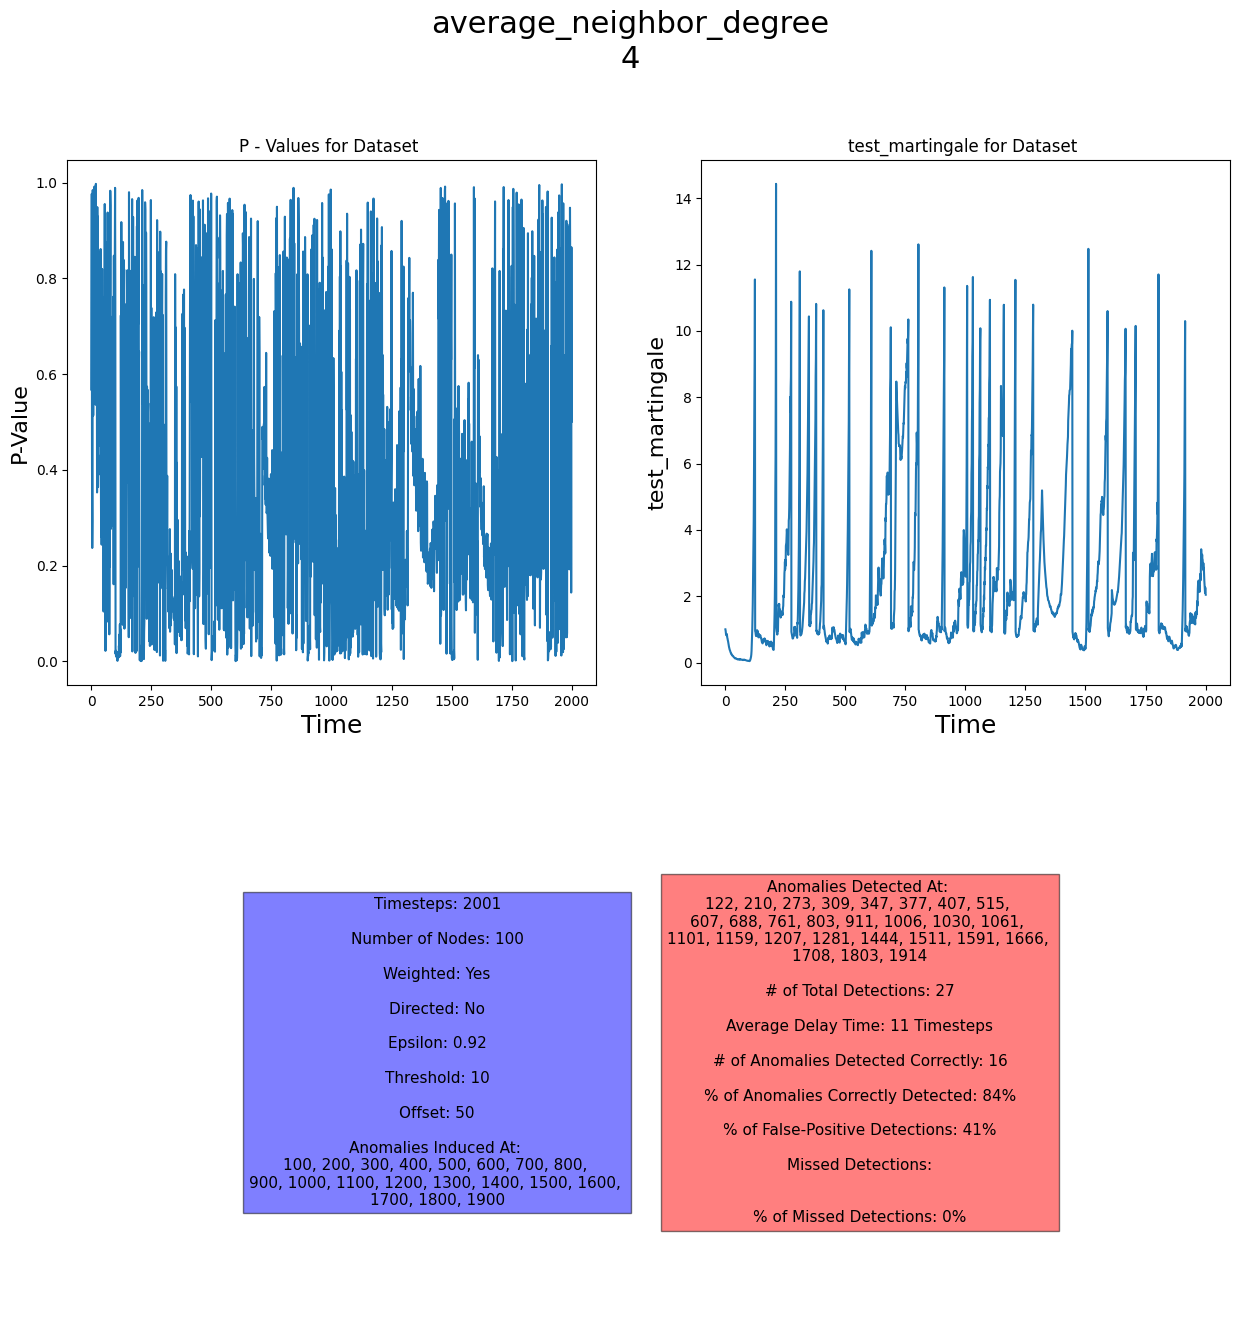 average_neighbor_degree
4
P - Values for Dataset
1.0
0.8
0.6
0.4
0.2
0.0
P-Value
0 250 500 750 1000 1250 1500 1750 2000
Time
test_martingale for Dataset
14
12
10
8
6
4
2
0
test_martingale
0 250 500 750 1000 1250 1500 1750 2000
Time
Timesteps: 2001
Number of Nodes: 100
Weighted: Yes
Directed: No
Epsilon: 0.92
Threshold: 10
Offset: 50
Anomalies Induced At:
100, 200, 300, 400, 500, 600, 700, 800,
900, 1000, 1100, 1200, 1300, 1400, 1500, 1600,
1700, 1800, 1900
Anomalies Detected At:
122, 210, 273, 309, 347, 377, 407, 515,
607, 688, 761, 803, 911, 1006, 1030, 1061,
1101, 1159, 1207, 1281, 1444, 1511, 1591, 1666,
1708, 1803, 1914
# of Total Detections: 27
Average Delay Time: 11 Timesteps
# of Anomalies Detected Correctly: 16
% of Anomalies Correctly Detected: 84%
% of False-Positive Detections: 41%
Missed Detections:
% of Missed Detections: 0%